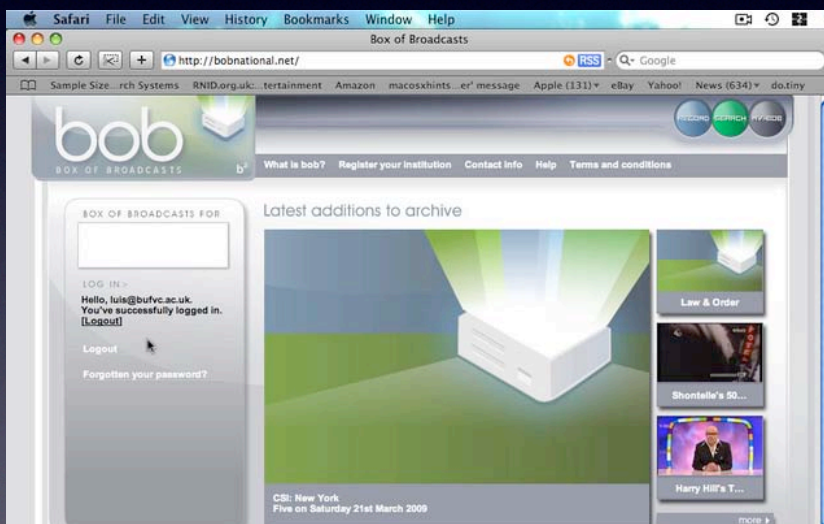 Safari File Edit View History Bookmarks Window Help
Box of Broadcasts
http://bobnational.net/ RSS Google
Sample Size...rch Systems RNID.org.uk:...tertainment Amazon macosxhints...er' message Apple (131) eBay Yahoo! News (634) do.tiny
bob
BOX OF BROADCASTS b²
RECORD SEARCH MY BOB
What is bob? Register your institution Contact info Help Terms and conditions
BOX OF BROADCASTS FOR
LOG IN >
Hello, luis@bufvc.ac.uk.
You've successfully logged in.
[Logout]
Logout
Forgotten your password?
Latest additions to archive
CSI: New York
Five on Saturday 21st March 2009
Law & Order
Shontelle's 50...
Harry Hill's T...
more